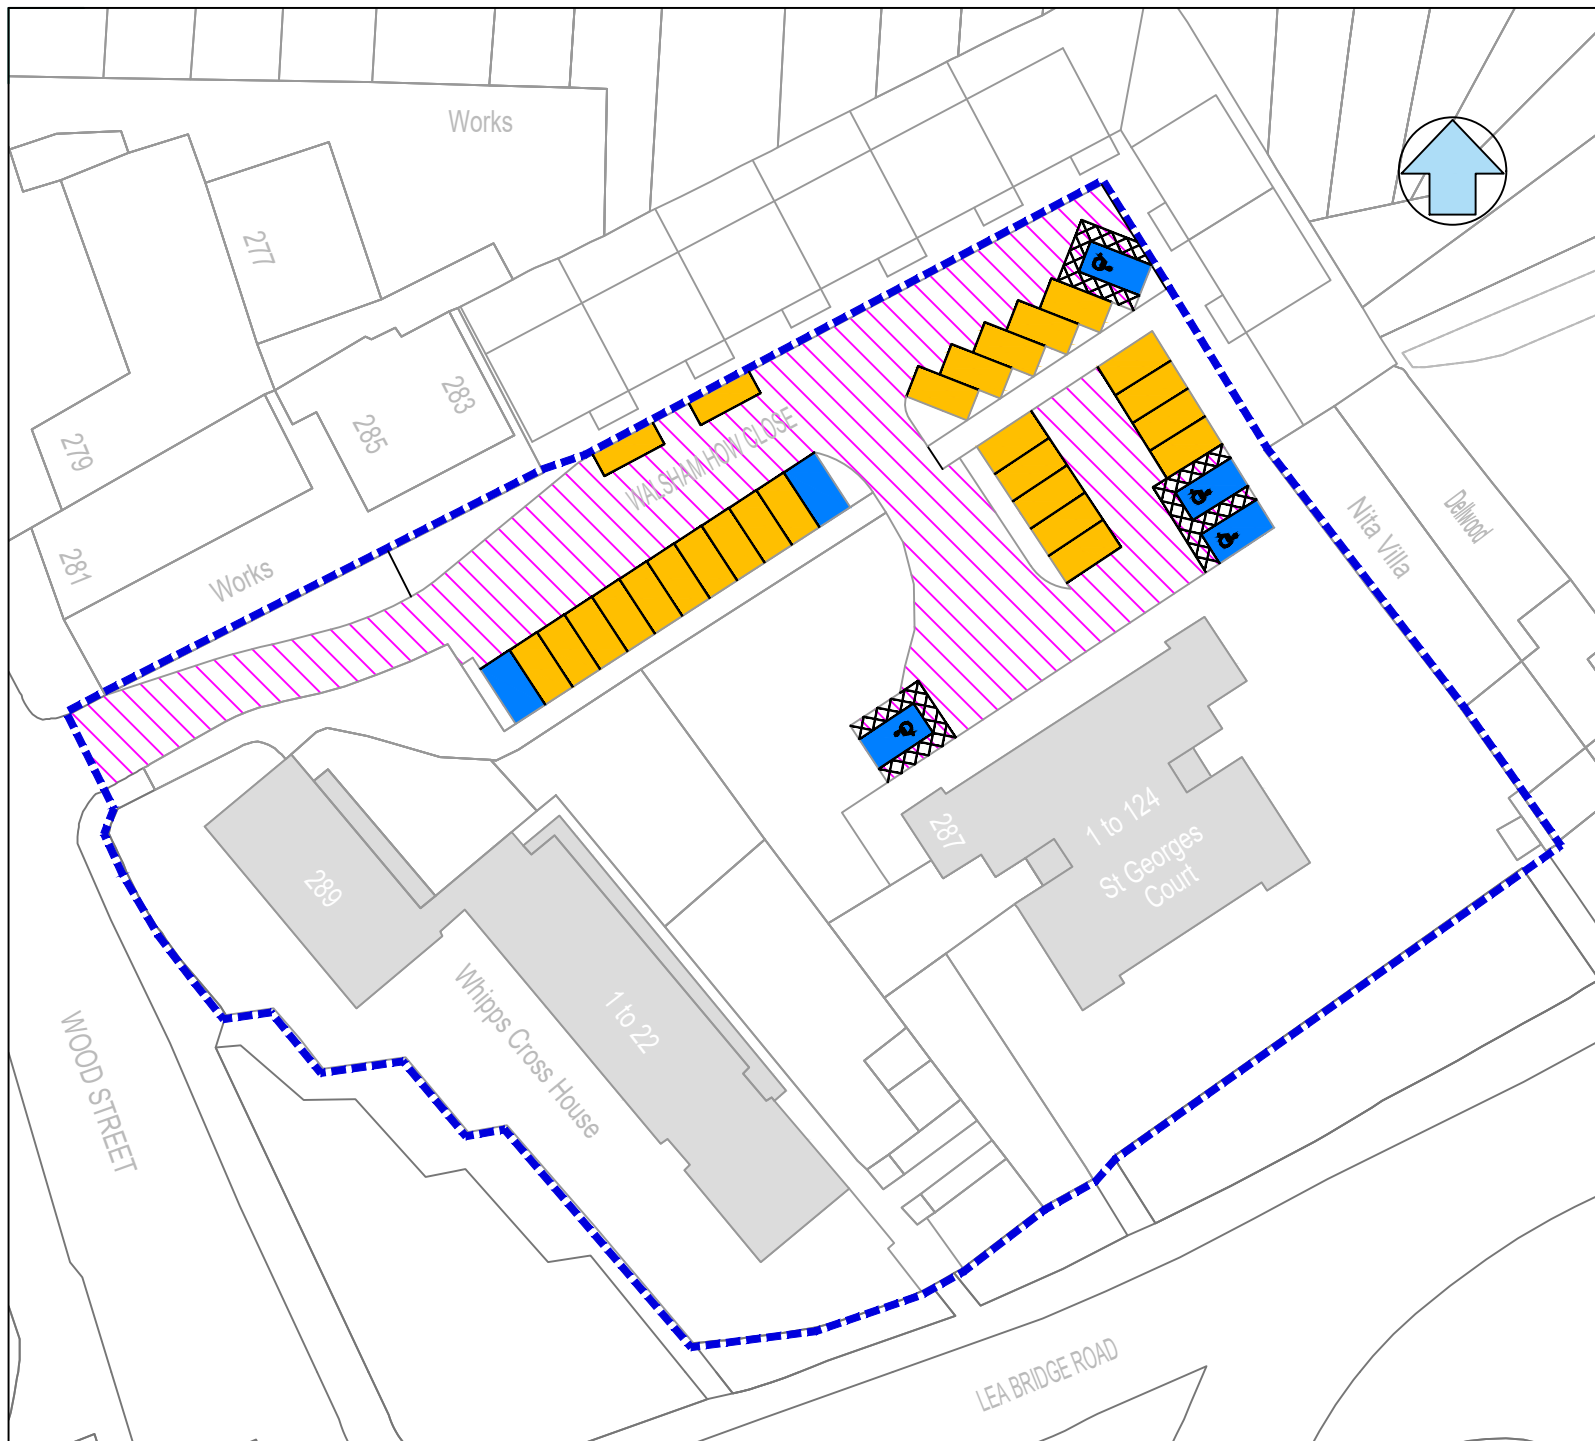 Works
277
283
285
279
281
Works
WALSHAM HOW CLOSE
Nita Villa
Dellwood
287
1 to 124
St Georges
Court
289
1 to 22
Whipps Cross House
WOOD STREET
LEA BRIDGE ROAD